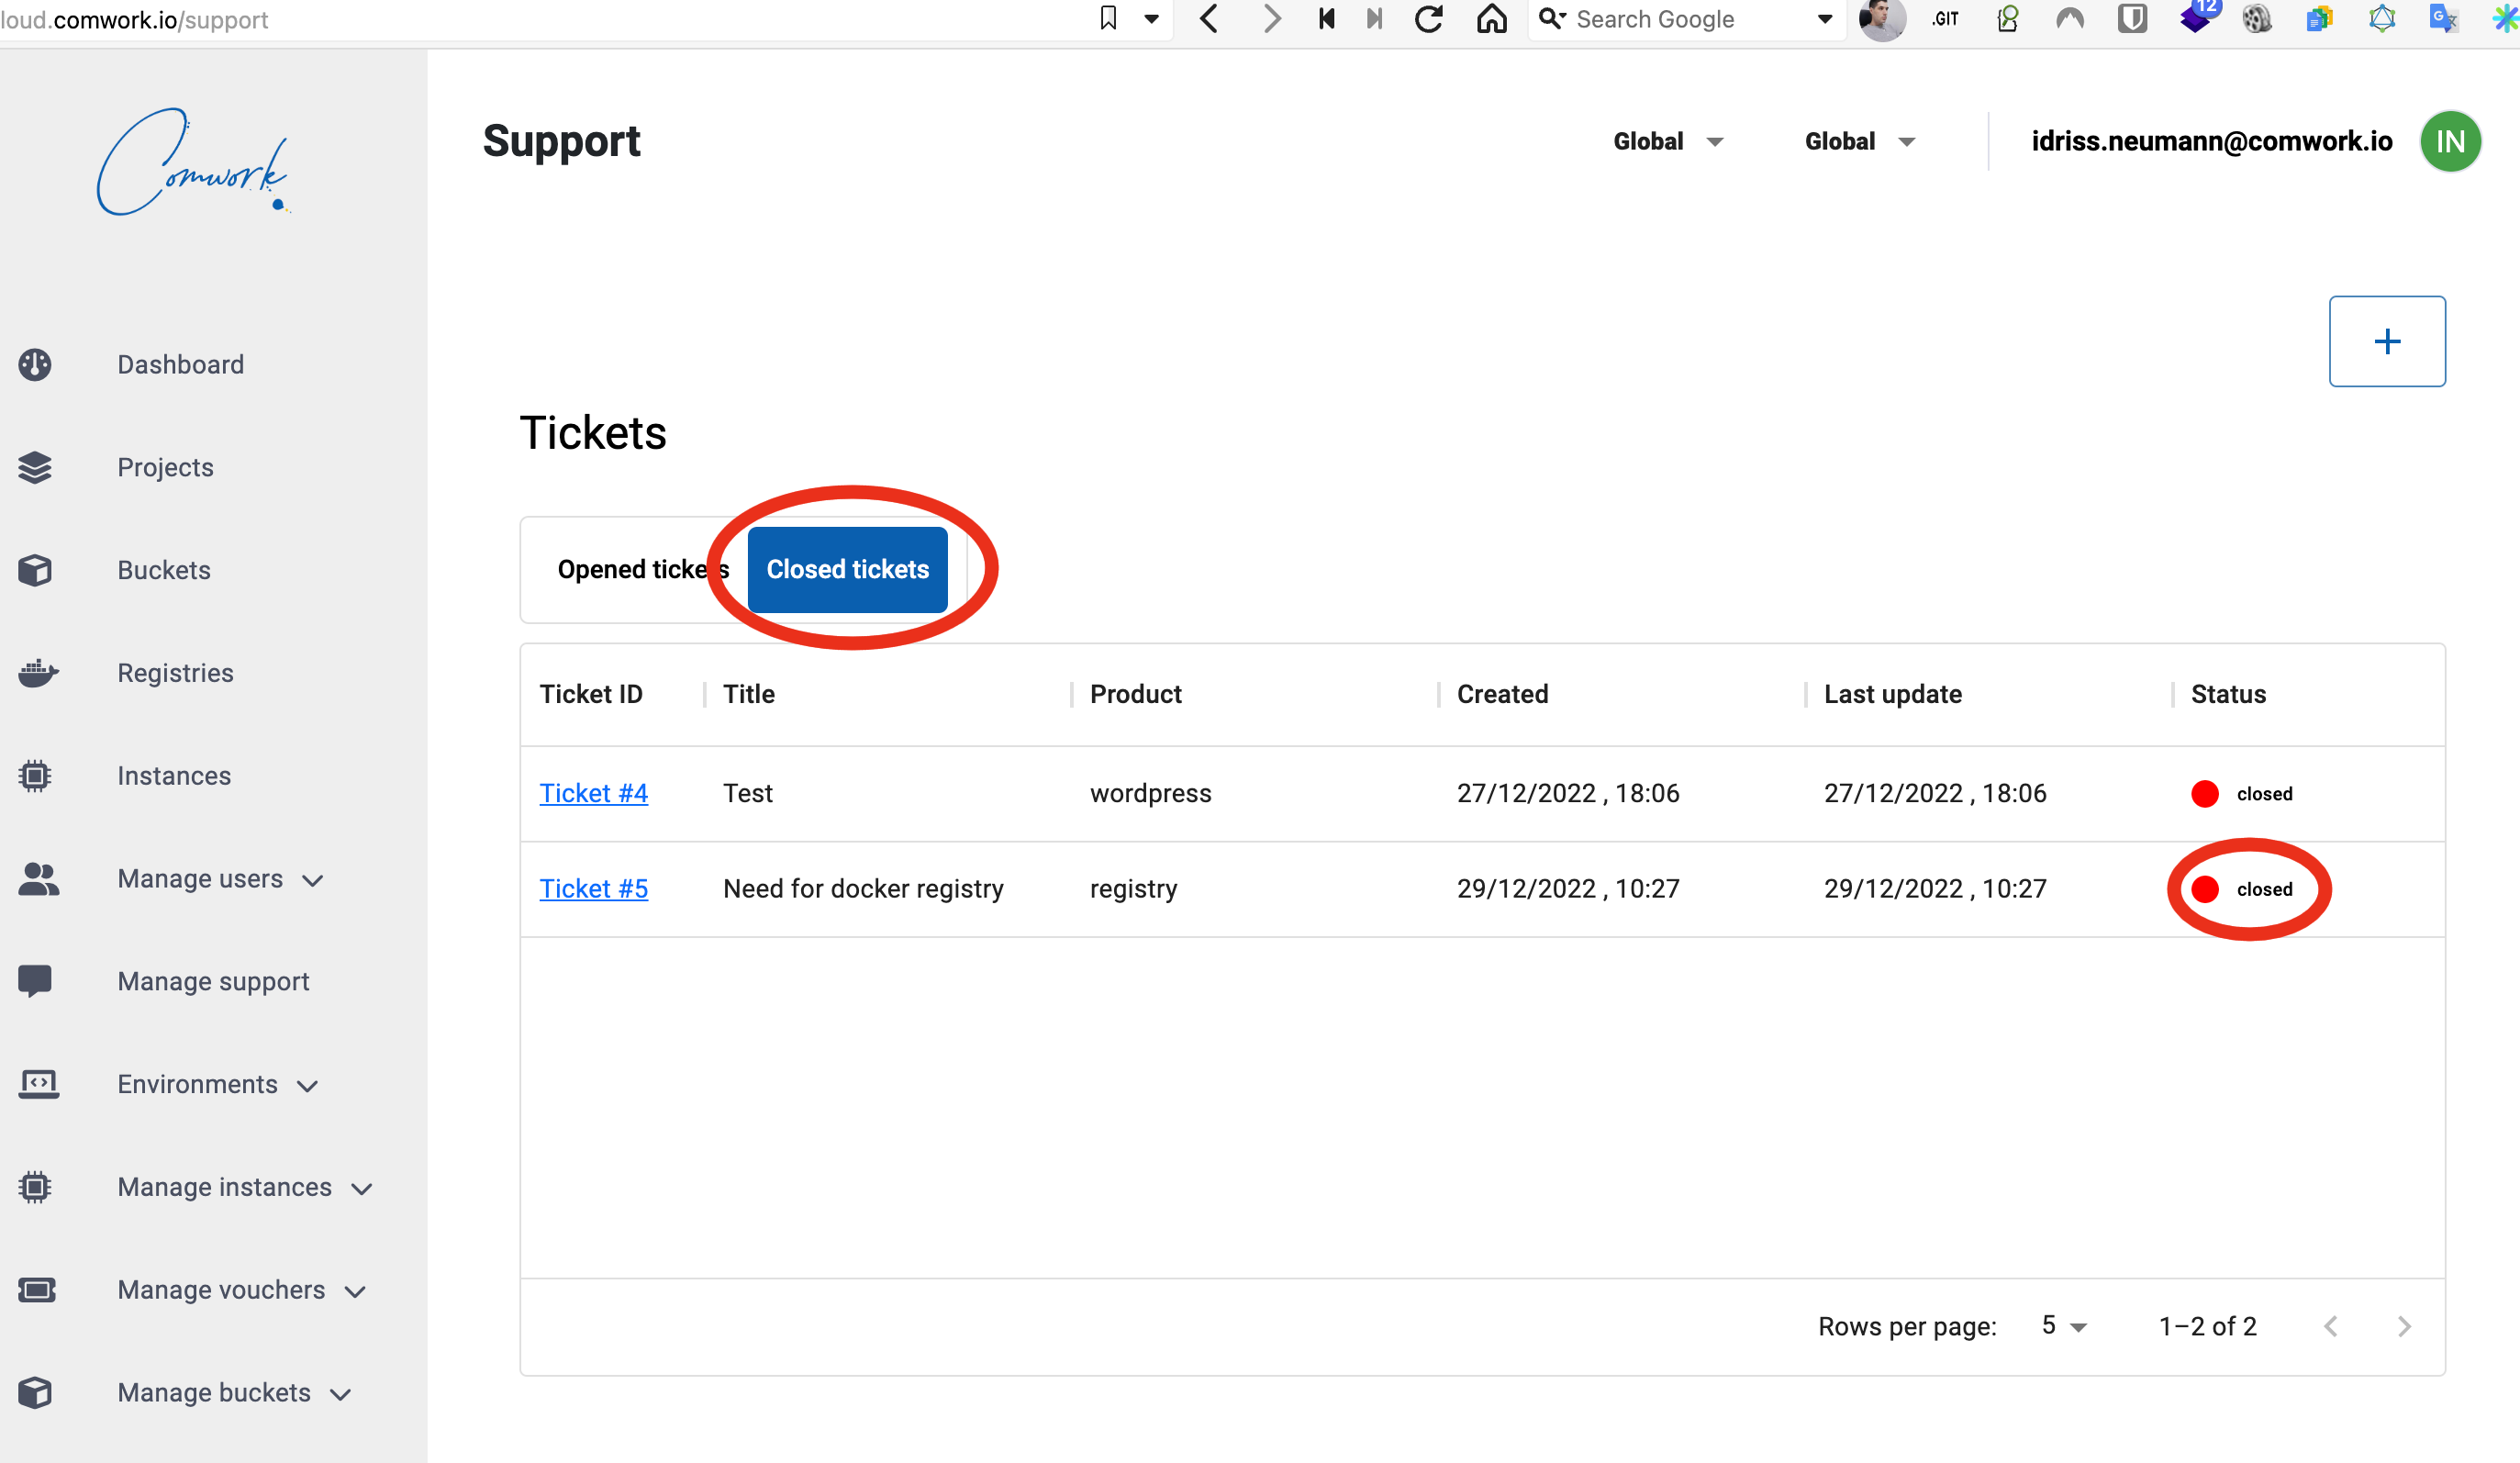 loud.comwork.io/support
Search Google
.GIT
12
Comwork
Support
Global
Global
idriss.neumann@comwork.io
IN
Dashboard
Projects
Buckets
Registries
Instances
Manage users
Manage support
Environments
Manage instances
Manage vouchers
Manage buckets
+
Tickets
Opened tickets
Closed tickets
Ticket ID Title Product Created Last update Status
Ticket #4 Test wordpress 27/12/2022 , 18:06 27/12/2022 , 18:06 closed
Ticket #5 Need for docker registry registry 29/12/2022 , 10:27 29/12/2022 , 10:27 closed
Rows per page: 5 1–2 of 2